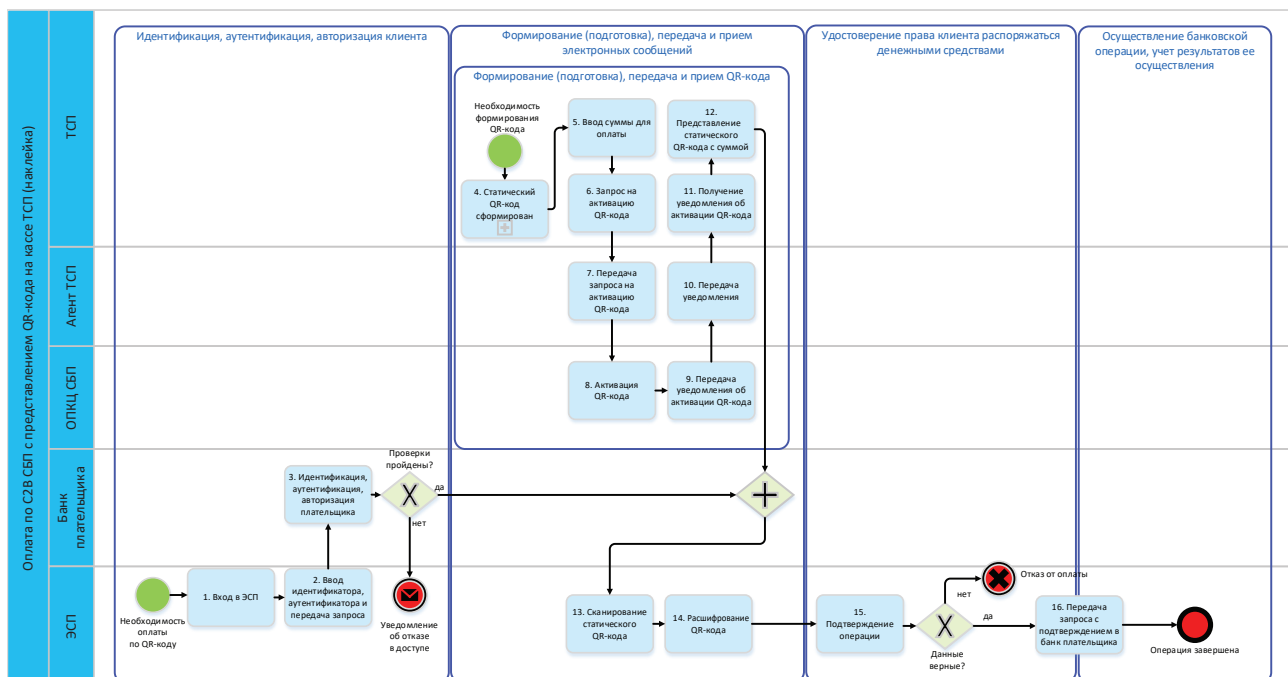 Оплата по C2B СБП с представлением QR-кода на кассе ТСП (наклейка)
ТСП
Агент ТСП
ОПКЦ СБП
Банк
плательщика
ЭСП
Идентификация, аутентификация, авторизация клиента
Формирование (подготовка), передача и прием
электронных сообщений
Формирование (подготовка), передача и прием QR-кода
Удостоверение права клиента распоряжаться
денежными средствами
Осуществление банковской
операции, учет результатов ее
осуществления
Необходимость
формирования
QR-кода
4. Статический
QR-код
сформирован
5. Ввод суммы для
оплаты
6. Запрос на
активацию
QR-кода
7. Передача
запроса на
активацию
QR-кода
8. Активация
QR-кода
9. Передача
уведомления об
активации QR-кода
10. Передача
уведомления
11. Получение
уведомления об
активации QR-кода
12.
Представление
статического
QR-кода с суммой
Необходимость
оплаты
по QR-коду
1. Вход в ЭСП
2. Ввод
идентификатора,
аутентификатора и
передача запроса
3. Идентификация,
аутентификация,
авторизация
плательщика
Проверки
пройдены?
да
нет
Уведомление
об отказе
в доступе
13. Сканирование
статического
QR-кода
14. Расшифрование
QR-кода
15.
Подтверждение
операции
Данные
верные?
нет
Отказ от оплаты
да
16. Передача
запроса с
подтверждением в
банк плательщика
Операция завершена